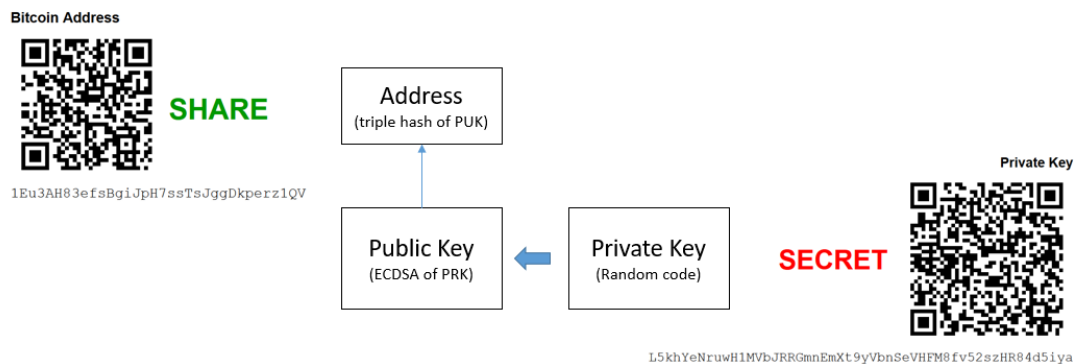 Bitcoin Address
SHARE
1Eu3AH83efsBgiJpH7ssTsJggDkperz1QV
Address
(triple hash of PUK)
Public Key
(ECDSA of PRK)
Private Key
(Random code)
Private Key
SECRET
L5khYeNruwH1MVbJRRGmnEmXt9yVbnSeVHFM8fv52szHR84d5iya